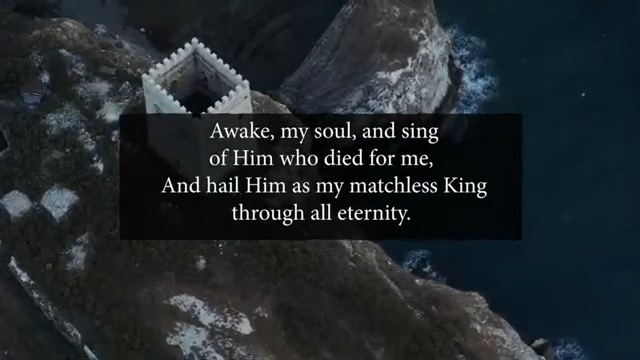 Awake, my soul, and sing
of Him who died for me,
And hail Him as my matchless King
through all eternity.